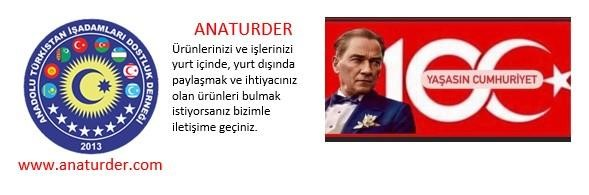 ANADOLU TÜRKİSTAN İŞADAMLARI DOSTLUK DERNEĞİ
2013
www.anaturder.com
ANATURDER
Ürünlerinizi ve işlerinizi
yurt içinde, yurt dışında
paylaşmak ve ihtiyacınız
olan ürünleri bulmak
istiyorsanız bizimle
iletişime geçiniz.
100
YAŞASIN CUMHURİYET